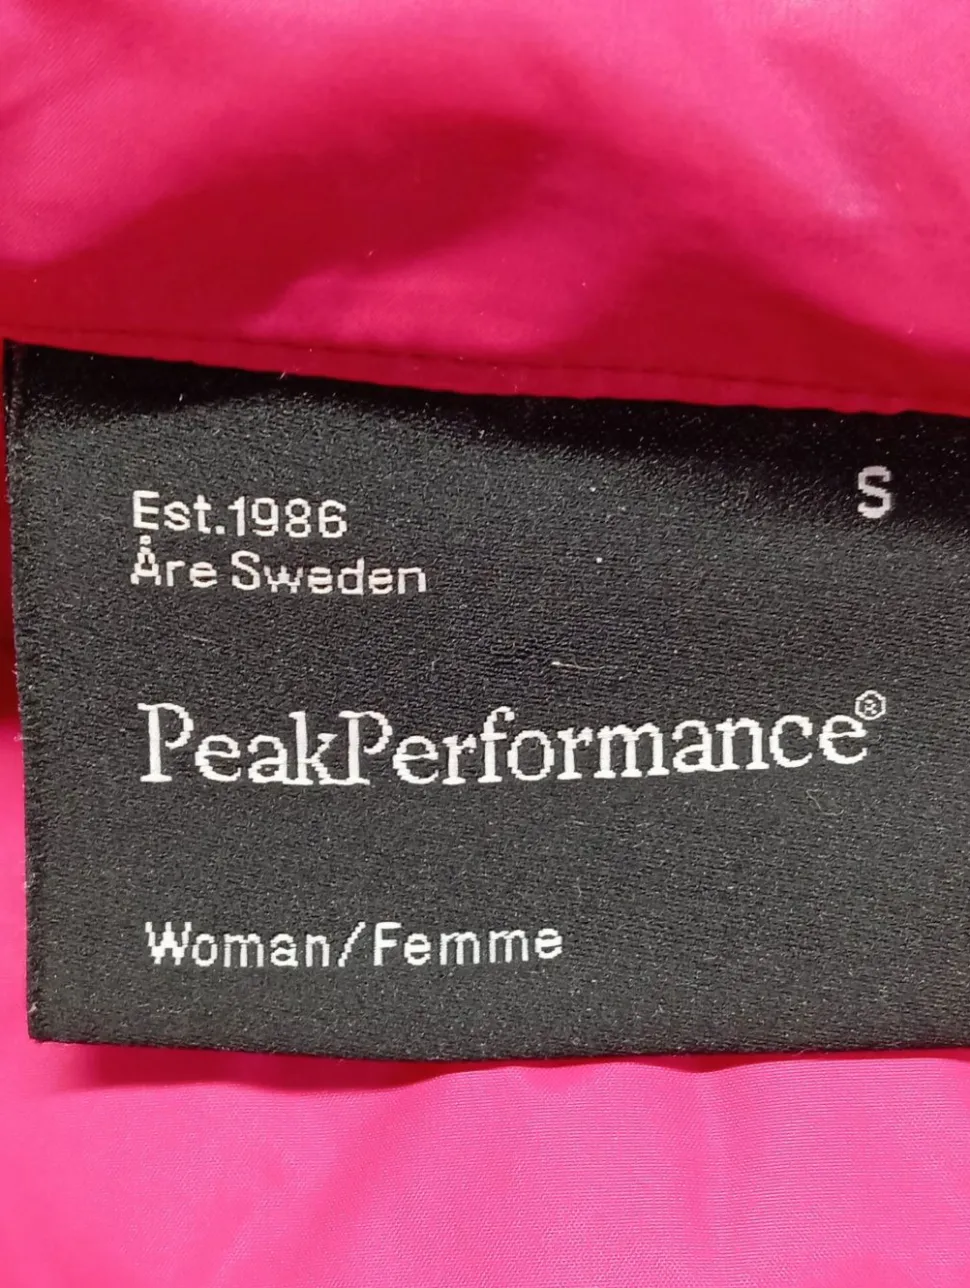 S
Est.1986
Åre Sweden
PeakPerformance®
Woman/Femme